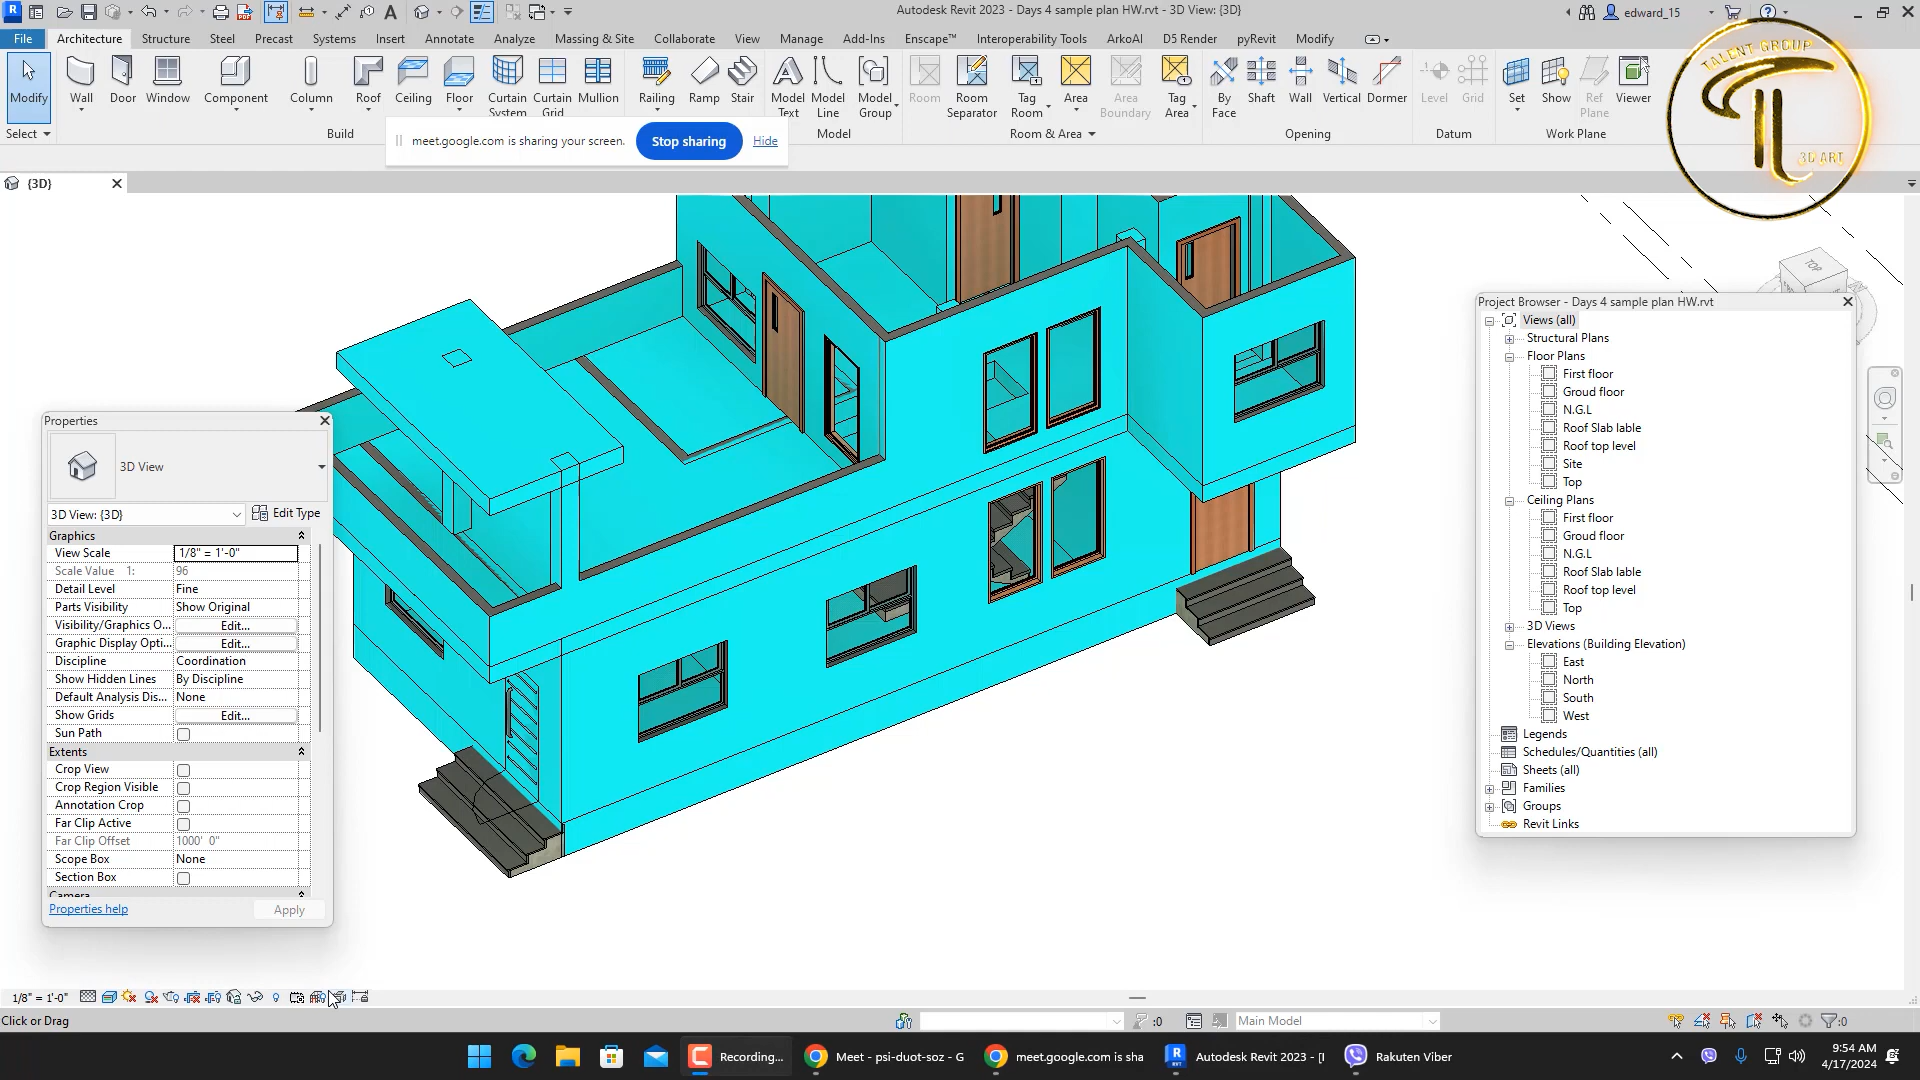 Autodesk Revit 2023 - Days 4 sample plan HW.rvt - 3D View: {3D}
edward_15
File Architecture Structure Steel Precast Systems Insert Annotate Analyze Massing & Site Collaborate View Manage Add-Ins Enscape™ Interoperability Tools ArkoAI D5 Render pyRevit Modify
Modify Wall Door Window Component Column Roof Ceiling Floor Curtain System Curtain Grid Mullion Railing Ramp Stair Model Text Model Line Model Group Room Room Separator Tag Room Area Area Boundary Tag Area By Face Shaft Wall Vertical Dormer Level Grid Set Show Ref Plane Viewer
Select Build Model Room & Area Opening Datum Work Plane
meet.google.com is sharing your screen. Stop sharing Hide
TALENT GROUP
3D ART
{3D}
TOP
Properties
3D View
3D View: {3D} Edit Type
Graphics
View Scale 1/8" = 1'-0"
Scale Value 1: 96
Detail Level Fine
Parts Visibility Show Original
Visibility/Graphics O... Edit...
Graphic Display Opti... Edit...
Discipline Coordination
Show Hidden Lines By Discipline
Default Analysis Dis... None
Show Grids Edit...
Sun Path
Extents
Crop View
Crop Region Visible
Annotation Crop
Far Clip Active
Far Clip Offset 1000' 0"
Scope Box None
Section Box
Camera
Properties help Apply
Project Browser - Days 4 sample plan HW.rvt
Views (all)
Structural Plans
Floor Plans
First floor
Groud floor
N.G.L
Roof Slab lable
Roof top level
Site
Top
Ceiling Plans
First floor
Groud floor
N.G.L
Roof Slab lable
Roof top level
Top
3D Views
Elevations (Building Elevation)
East
North
South
West
Legends
Schedules/Quantities (all)
Sheets (all)
Families
Groups
Revit Links
1/8" = 1'-0"
Click or Drag
:0
Main Model
:0
Recording...
Meet - psi-duot-soz - G
meet.google.com is sha
Autodesk Revit 2023 - [
Rakuten Viber
9:54 AM
4/17/2024